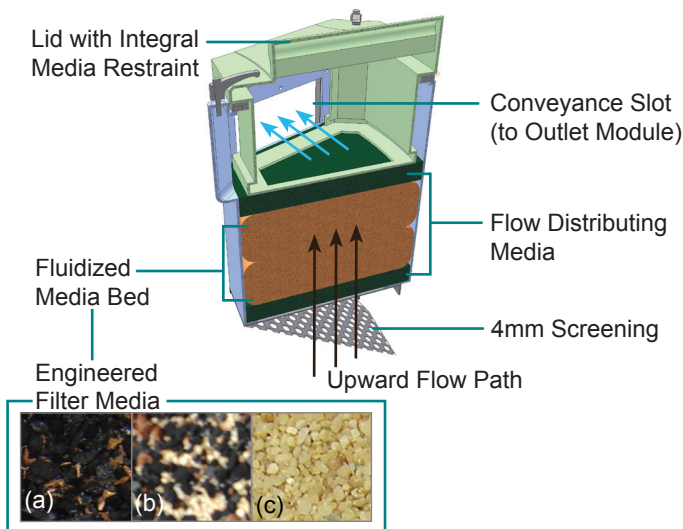 Lid with Integral
Media Restraint
Conveyance Slot
(to Outlet Module)
Flow Distributing
Media
Fluidized
Media Bed
4mm Screening
Upward Flow Path
Engineered
Filter Media
(a) (b) (c)